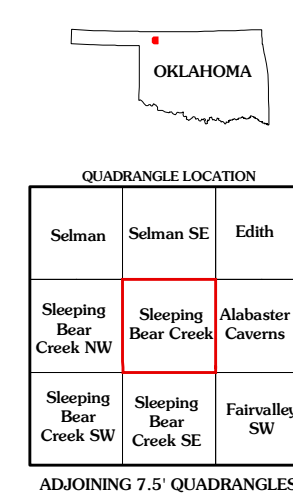 OKLAHOMA
QUADRANGLE LOCATION
Selman
Selman SE
Edith
Sleeping
Bear
Creek NW
Sleeping
Bear Creek
Alabaster
Caverns
Sleeping
Bear
Creek SW
Sleeping
Bear
Creek SE
Fairvalley
SW
ADJOINING 7.5' QUADRANGLES